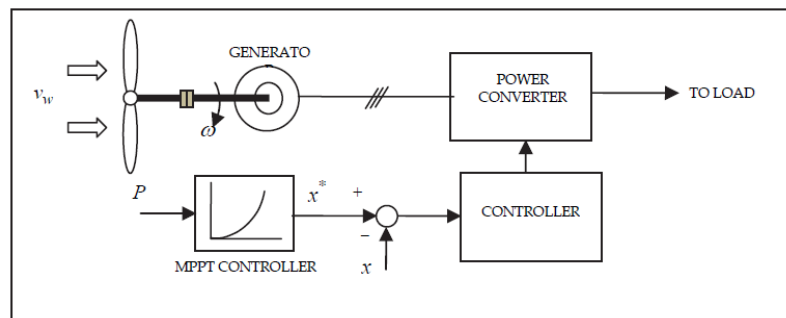 GENERATO
v_w
ω
POWER
CONVERTER
TO LOAD
P
x*
+
−
x
MPPT CONTROLLER
CONTROLLER